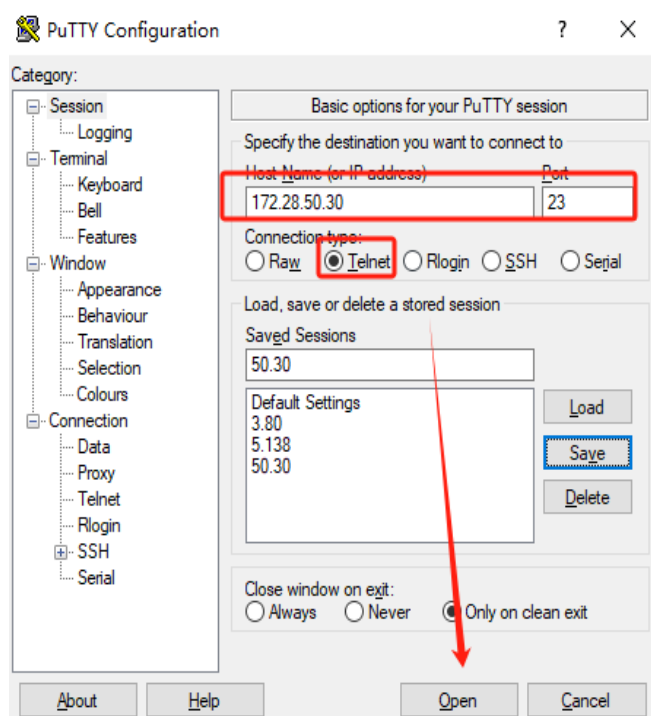 PuTTY Configuration ? ×
Category:
Session
Logging
Terminal
Keyboard
Bell
Features
Window
Appearance
Behaviour
Translation
Selection
Colours
Connection
Data
Proxy
Telnet
Rlogin
SSH
Serial
Basic options for your PuTTY session
Specify the destination you want to connect to
Host Name (or IP address) Port
172.28.50.30 23
Connection type:
Raw Telnet Rlogin SSH Serial
Load, save or delete a stored session
Saved Sessions
50.30
Default Settings
3.80
5.138
50.30
Load
Save
Delete
Close window on exit:
Always Never Only on clean exit
About Help Open Cancel